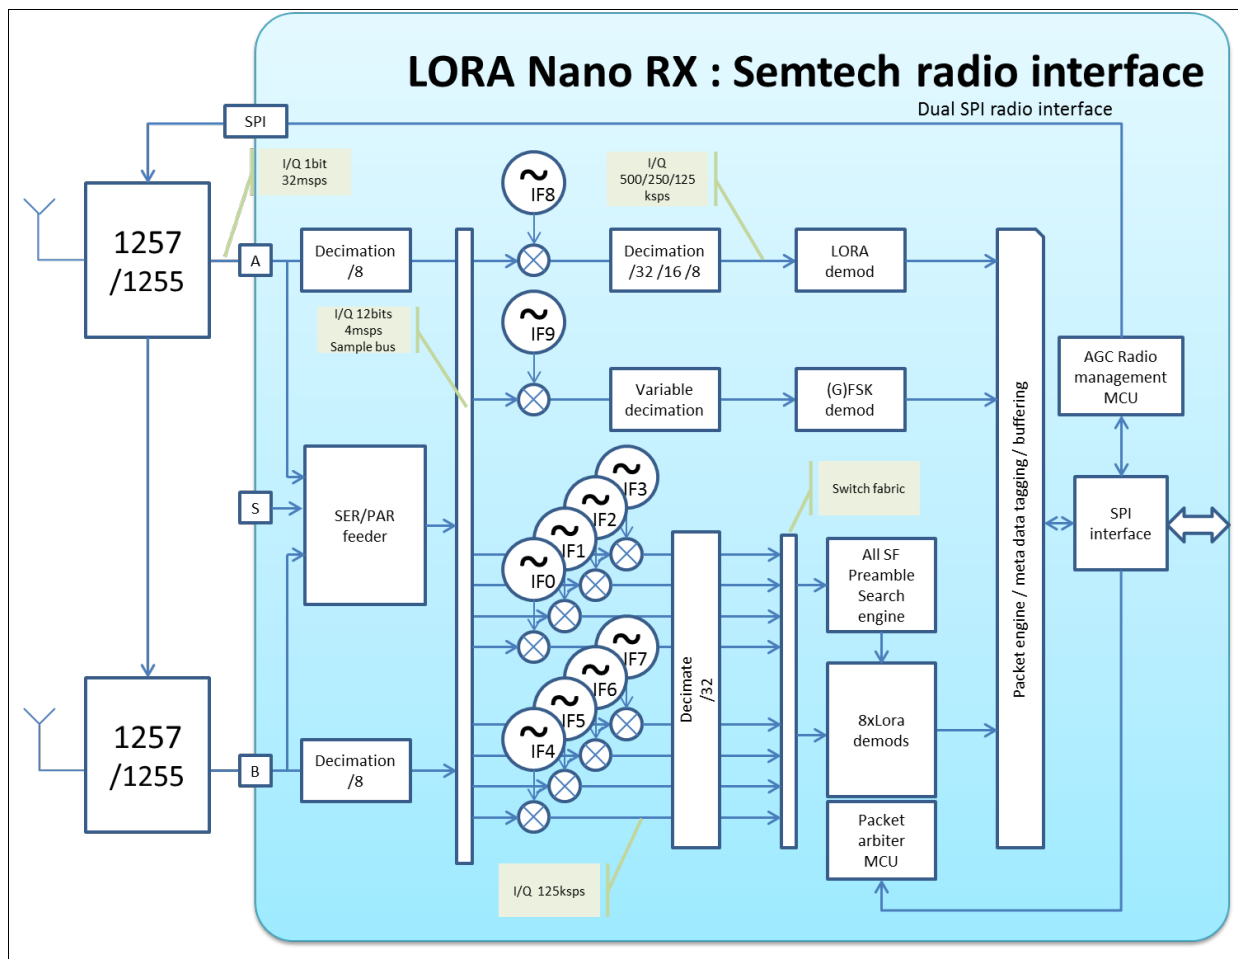 LORA Nano RX : Semtech radio interface
Dual SPI radio interface
SPI
I/Q 1bit
32msps
~
IF8
I/Q
500/250/125
ksps
1257
/1255
A
Decimation
/8
Decimation
/32 /16 /8
LORA
demod
I/Q 12bits
4msps
Sample bus
~
IF9
Variable
decimation
(G)FSK
demod
AGC Radio
management
MCU
Packet engine / meta data tagging / buffering
S
SER/PAR
feeder
~
IF3
~
IF2
~
IF1
~
IF0
Switch fabric
All SF
Preamble
Search
engine
SPI
interface
~
IF7
~
IF6
~
IF5
~
IF4
Decimate
/32
8xLora
demods
1257
/1255
B
Decimation
/8
Packet
arbiter
MCU
I/Q 125ksps